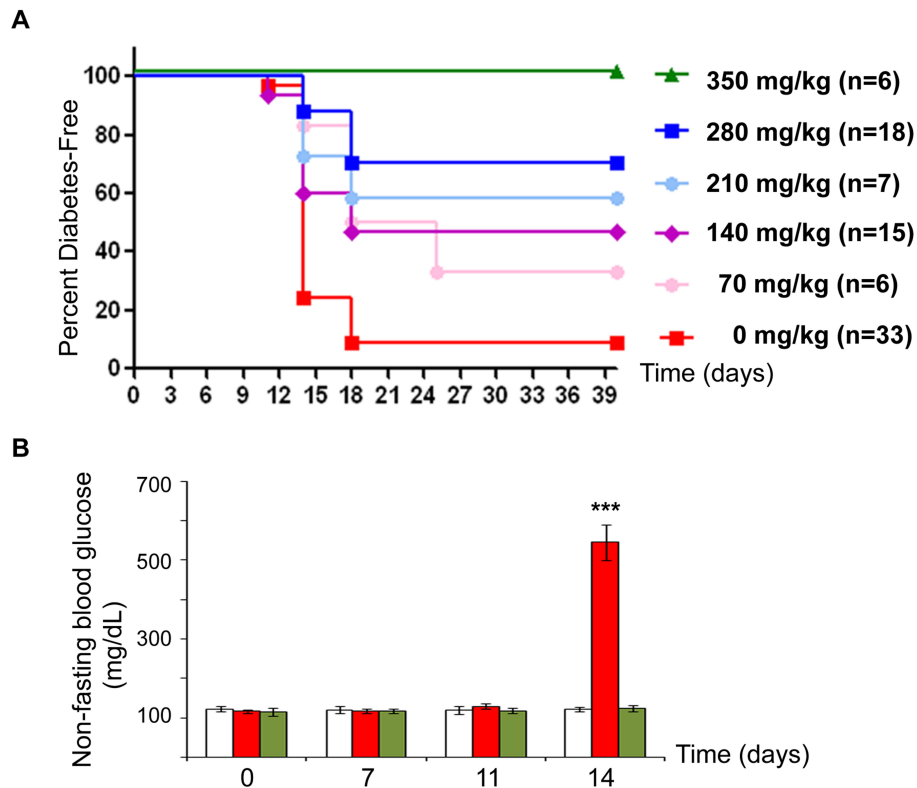 A
Percent Diabetes-Free
100
80
60
40
20
0
0 3 6 9 12 15 18 21 24 27 30 33 36 39
Time (days)
350 mg/kg (n=6)
280 mg/kg (n=18)
210 mg/kg (n=7)
140 mg/kg (n=15)
70 mg/kg (n=6)
0 mg/kg (n=33)
B
Non-fasting blood glucose
(mg/dL)
700
500
300
100
***
0 7 11 14
Time (days)